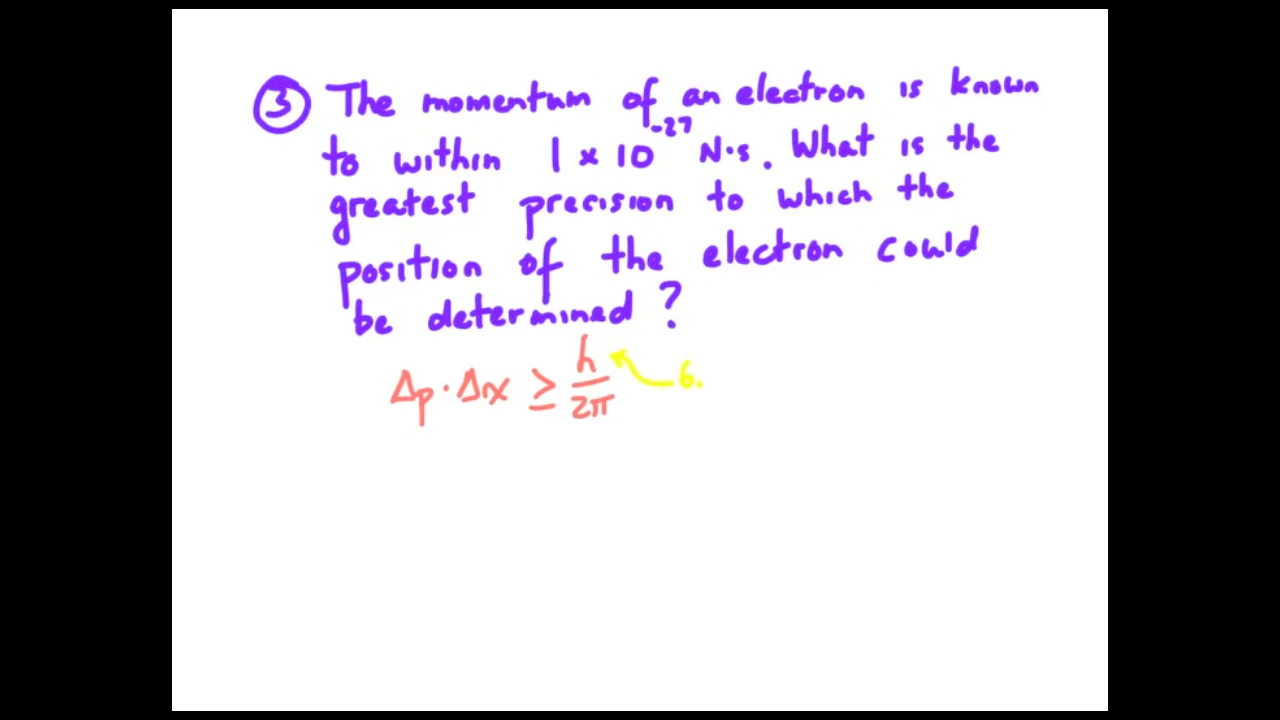 ③ The momentum of an electron is known
to within 1 × 10⁻²⁷ N·s. What is the
greatest precision to which the
position of the electron could
be determined ?
Δp · Δx ≥ h/2π
6.